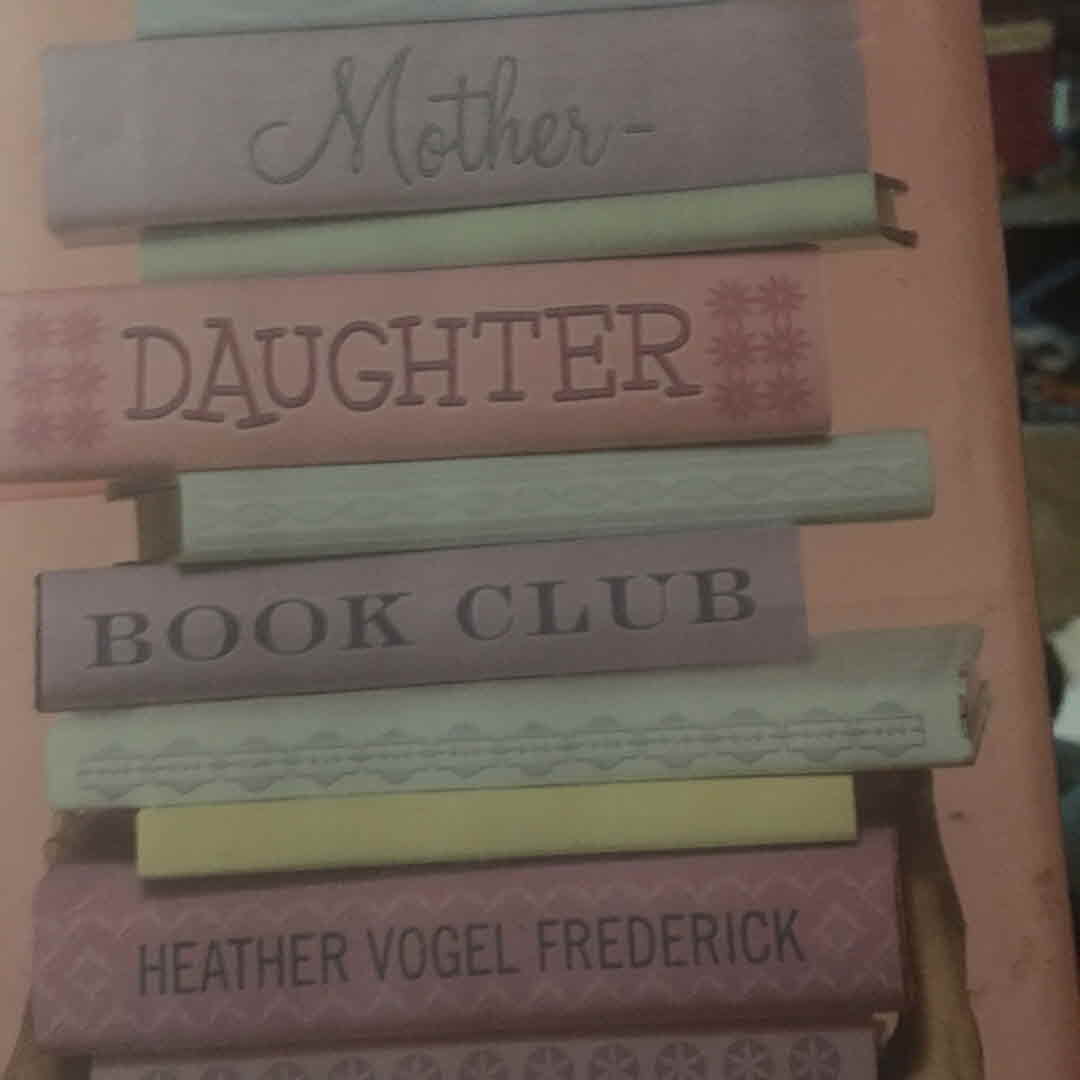 Mother-
DAUGHTER
BOOK CLUB
HEATHER VOGEL FREDERICK